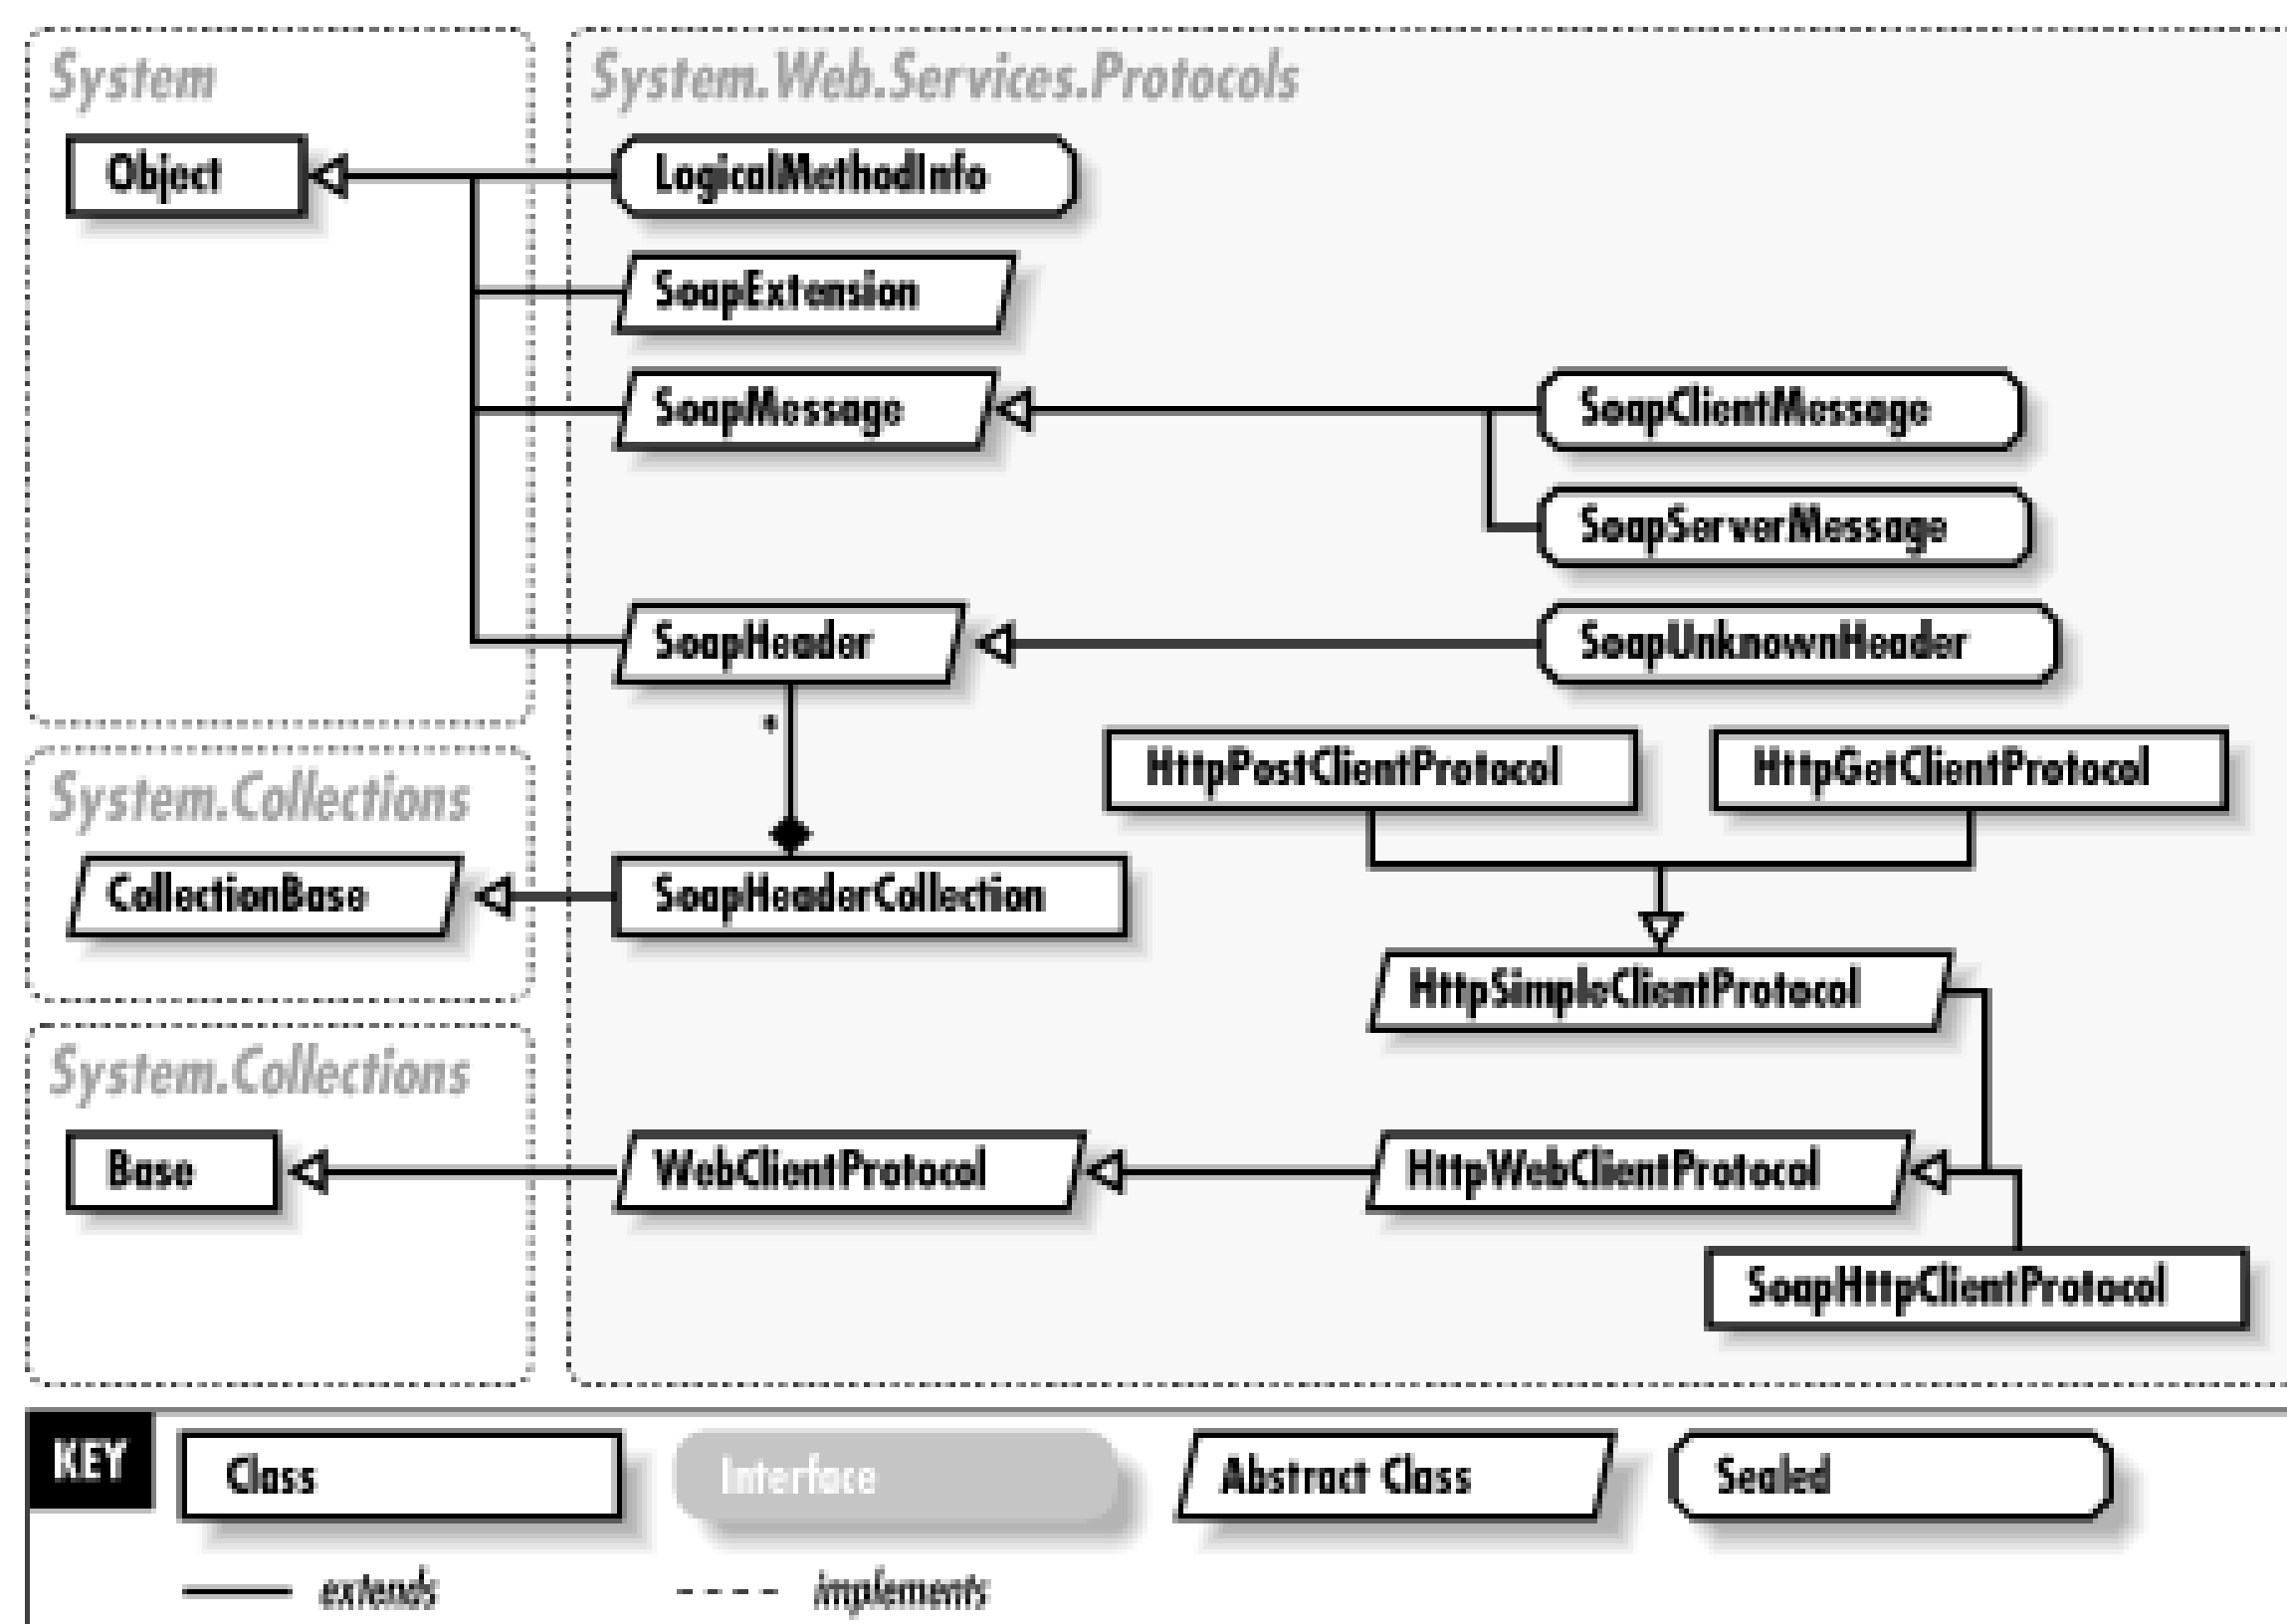 System
System.Web.Services.Protocols
Object
LogicalMethodInfo
SoapExtension
SoapMessage
SoapClientMessage
SoapServerMessage
SoapHeader
SoapUnknownHeader
*
HttpPostClientProtocol
HttpGetClientProtocol
System.Collections
CollectionBase
SoapHeaderCollection
HttpSimpleClientProtocol
System.Collections
Base
WebClientProtocol
HttpWebClientProtocol
SoapHttpClientProtocol
KEY
Class
Interface
Abstract Class
Sealed
extends
implements